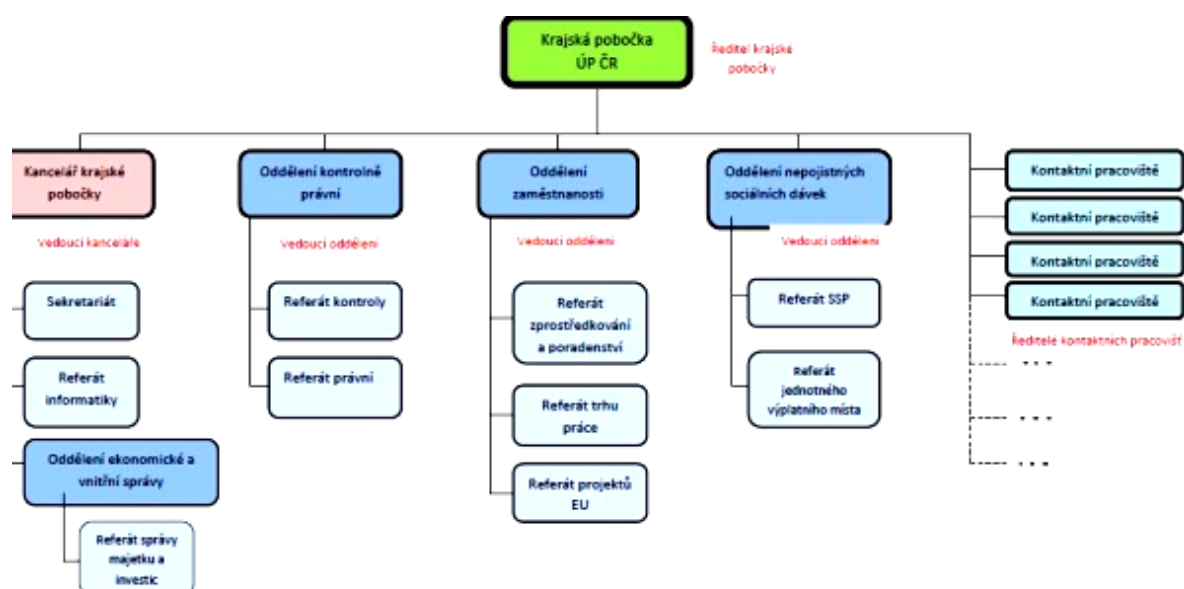 Krajská pobočka
ÚP ČR
Ředitel krajské
pobočky
Kancelář krajské
pobočky
Vedoucí kanceláře
Sekretariát
Referát
informatiky
Oddělení ekonomické a
vnitřní správy
Referát správy
majetku a
investic
Oddělení kontrolně
právní
Vedoucí oddělení
Referát kontroly
Referát právní
Oddělení
zaměstnanosti
Vedoucí oddělení
Referát
zprostředkování
a poradenství
Referát trhu
práce
Referát projektů
EU
Oddělení nepojistných
sociálních dávek
Vedoucí oddělení
Referát SSP
Referát
jednotného
výplatního místa
Kontaktní pracoviště
Kontaktní pracoviště
Kontaktní pracoviště
Kontaktní pracoviště
Ředitelé kontaktních pracovišť
...
...
...